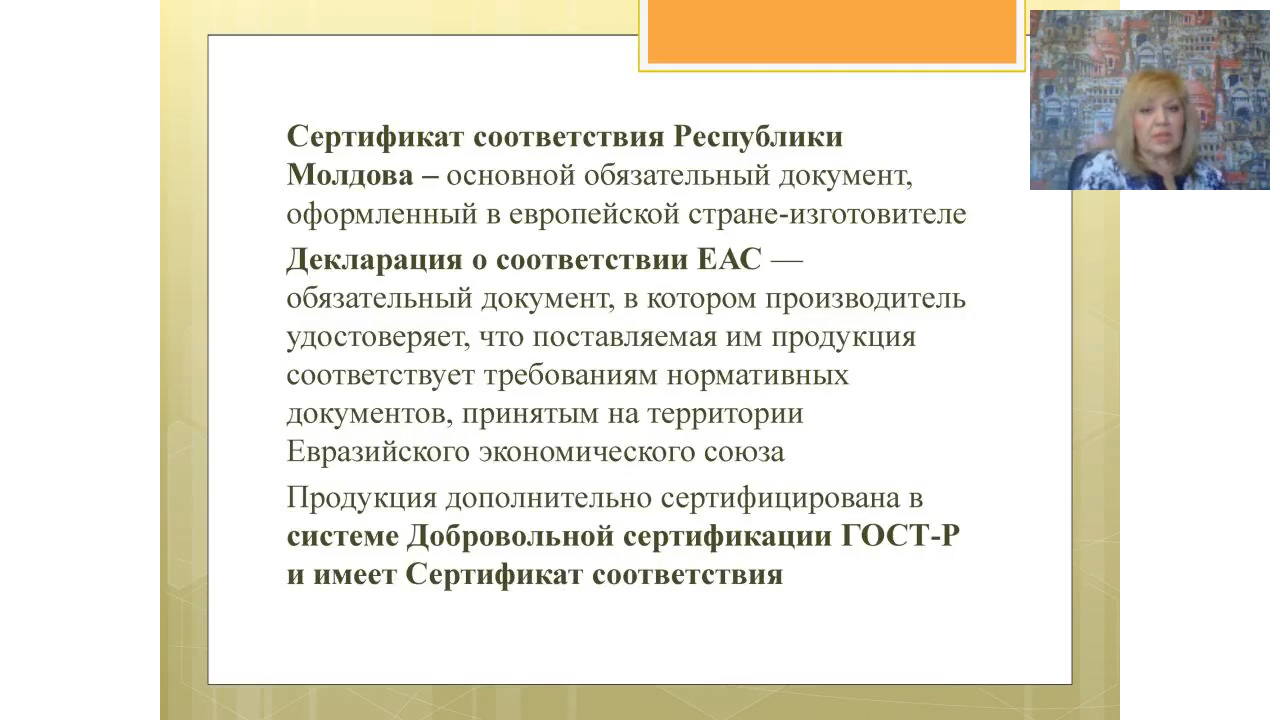 Сертификат соответствия Республики
Молдова – основной обязательный документ,
оформленный в европейской стране-изготовителе
Декларация о соответствии ЕАС —
обязательный документ, в котором производитель
удостоверяет, что поставляемая им продукция
соответствует требованиям нормативных
документов, принятым на территории
Евразийского экономического союза
Продукция дополнительно сертифицирована в
системе Добровольной сертификации ГОСТ-Р
и имеет Сертификат соответствия